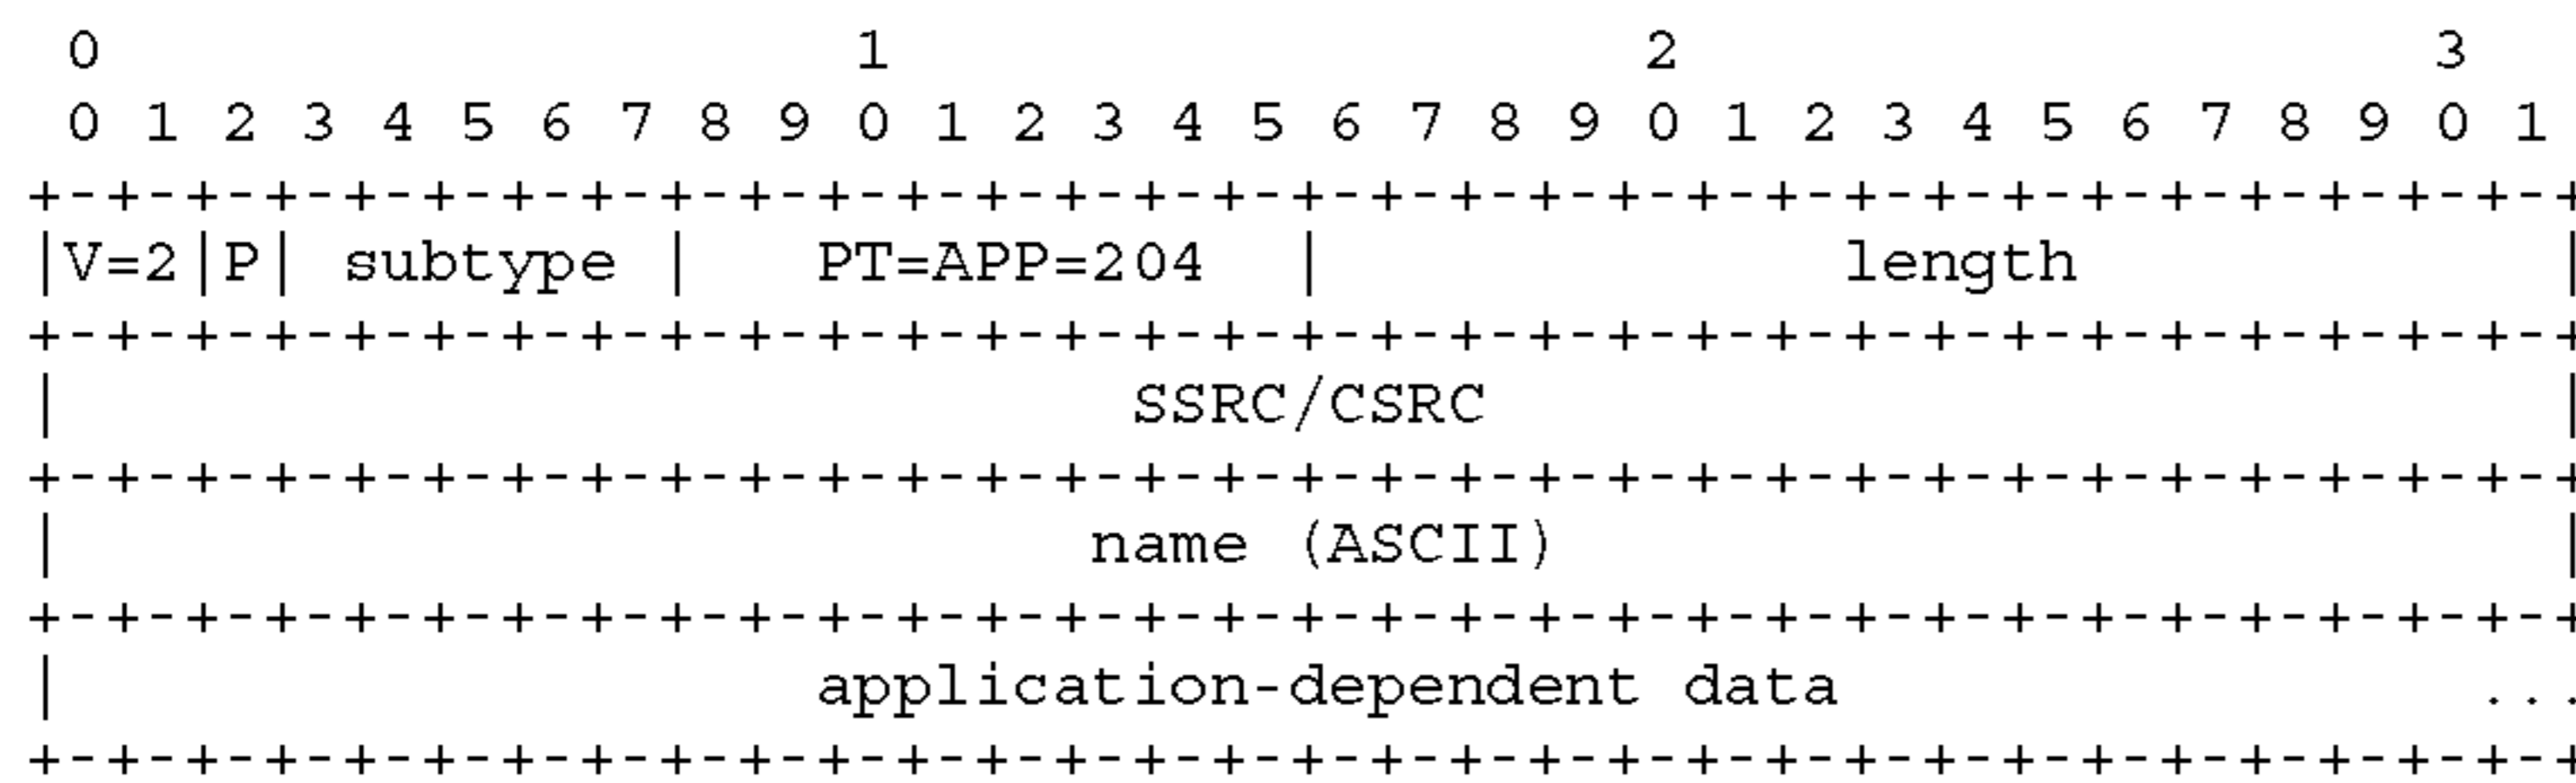 0                   1                   2                   3
 0 1 2 3 4 5 6 7 8 9 0 1 2 3 4 5 6 7 8 9 0 1 2 3 4 5 6 7 8 9 0 1
+-+-+-+-+-+-+-+-+-+-+-+-+-+-+-+-+-+-+-+-+-+-+-+-+-+-+-+-+-+-+-+-+
|V=2|P| subtype |   PT=APP=204  |             length            |
+-+-+-+-+-+-+-+-+-+-+-+-+-+-+-+-+-+-+-+-+-+-+-+-+-+-+-+-+-+-+-+-+
|                           SSRC/CSRC                           |
+-+-+-+-+-+-+-+-+-+-+-+-+-+-+-+-+-+-+-+-+-+-+-+-+-+-+-+-+-+-+-+-+
|                          name (ASCII)                         |
+-+-+-+-+-+-+-+-+-+-+-+-+-+-+-+-+-+-+-+-+-+-+-+-+-+-+-+-+-+-+-+-+
|                   application-dependent data                ...
+-+-+-+-+-+-+-+-+-+-+-+-+-+-+-+-+-+-+-+-+-+-+-+-+-+-+-+-+-+-+-+-+